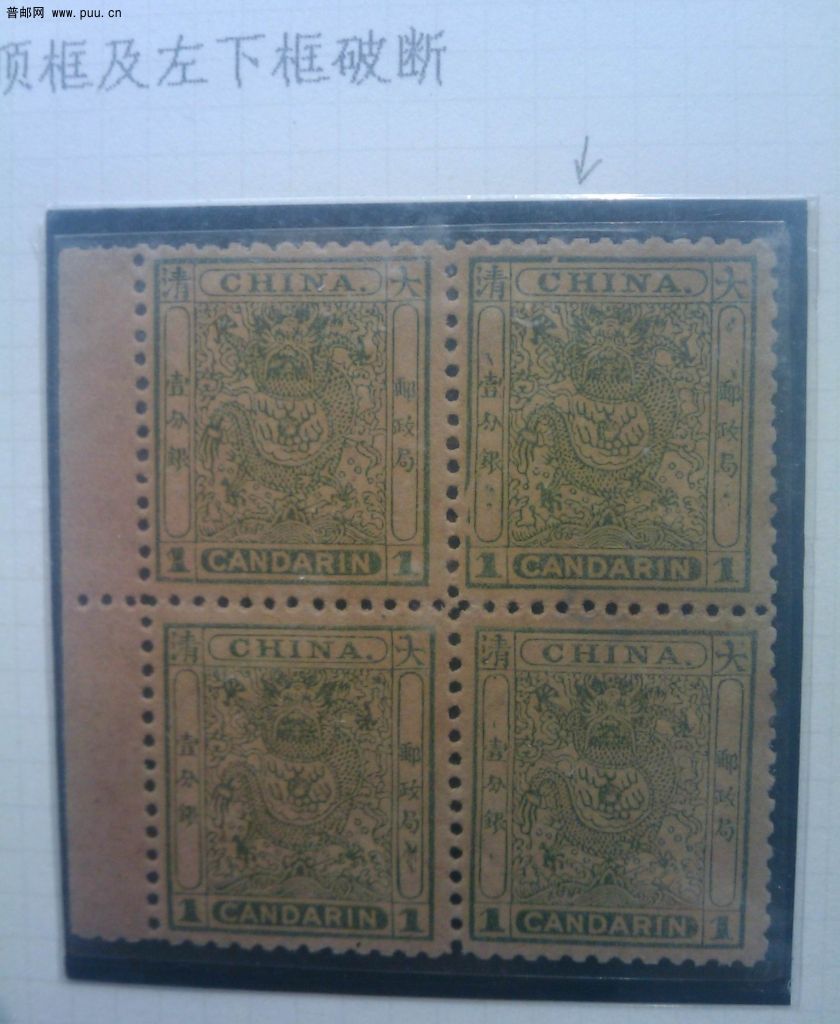 普邮网 www.puu.cn
顶框及左下框破断
清 CHINA. 大
壹分銀
郵政局
1 CANDARIN 1
清 CHINA. 大
壹分銀
郵政局
1 CANDARIN 1
清 CHINA. 大
壹分銀
郵政局
1 CANDARIN 1
清 CHINA. 大
壹分銀
郵政局
1 CANDARIN 1